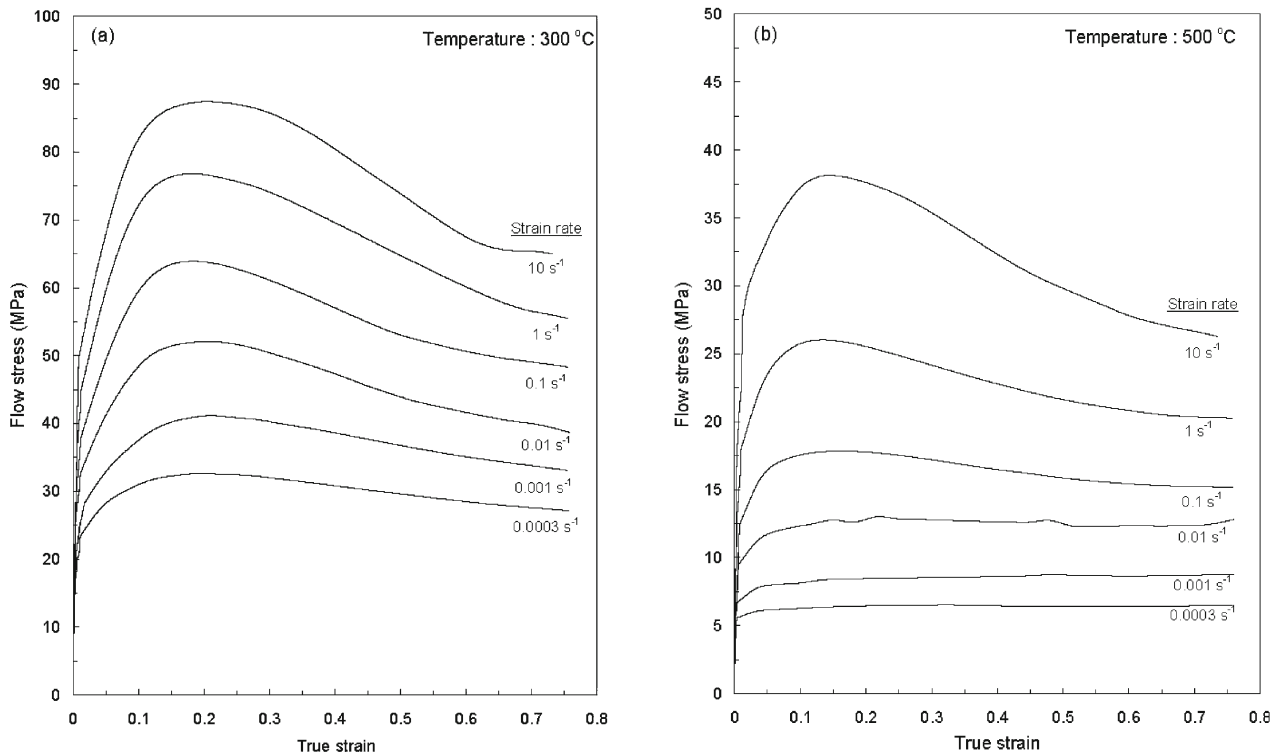 (a)
Temperature : 300 °C
100
90
80
70
60
50
40
30
20
10
0
Flow stress (MPa)
Strain rate
10 s⁻¹
1 s⁻¹
0.1 s⁻¹
0.01 s⁻¹
0.001 s⁻¹
0.0003 s⁻¹
0 0.1 0.2 0.3 0.4 0.5 0.6 0.7 0.8
True strain
(b)
Temperature : 500 °C
50
45
40
35
30
25
20
15
10
5
0
Flow stress (MPa)
Strain rate
10 s⁻¹
1 s⁻¹
0.1 s⁻¹
0.01 s⁻¹
0.001 s⁻¹
0.0003 s⁻¹
0 0.1 0.2 0.3 0.4 0.5 0.6 0.7 0.8
True strain